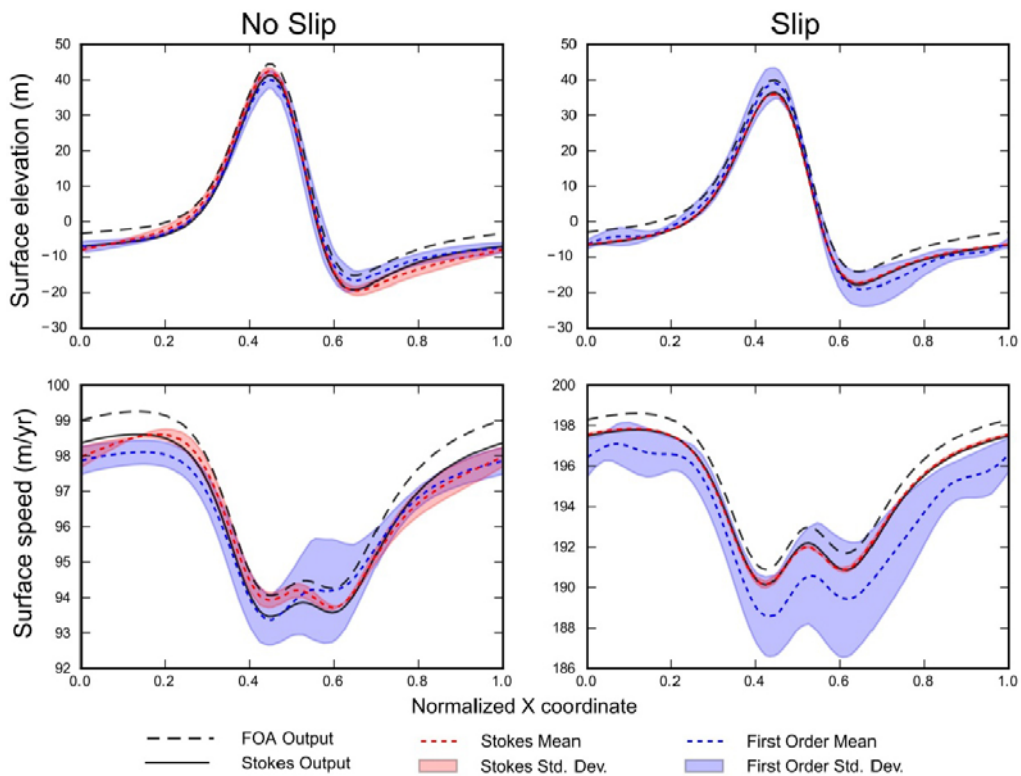 No Slip
Slip
Surface elevation (m)
50
40
30
20
10
0
−10
−20
−30
0.0 0.2 0.4 0.6 0.8 1.0
50
40
30
20
10
0
−10
−20
−30
0.0 0.2 0.4 0.6 0.8 1.0
Surface speed (m/yr)
100
99
98
97
96
95
94
93
92
0.0 0.2 0.4 0.6 0.8 1.0
200
198
196
194
192
190
188
186
0.0 0.2 0.4 0.6 0.8 1.0
Normalized X coordinate
FOA Output
Stokes Mean
First Order Mean
Stokes Output
Stokes Std. Dev.
First Order Std. Dev.